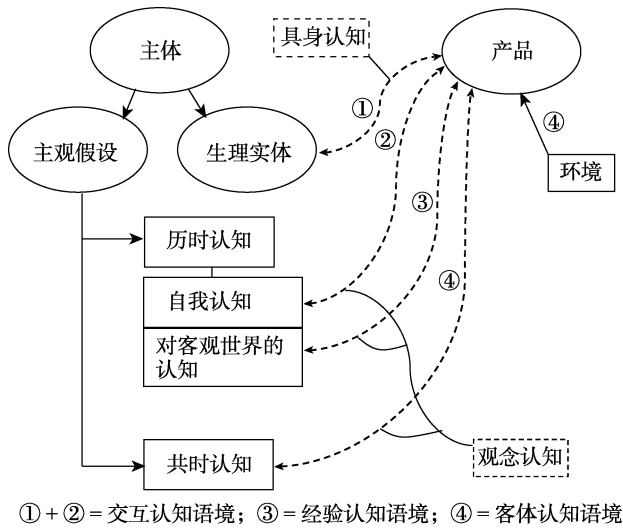 主体
具身认知
产品
①
④
②
主观假设
生理实体
环境
③
历时认知
④
自我认知
对客观世界的
认知
共时认知
观念认知
①+②=交互认知语境；③=经验认知语境；④=客体认知语境